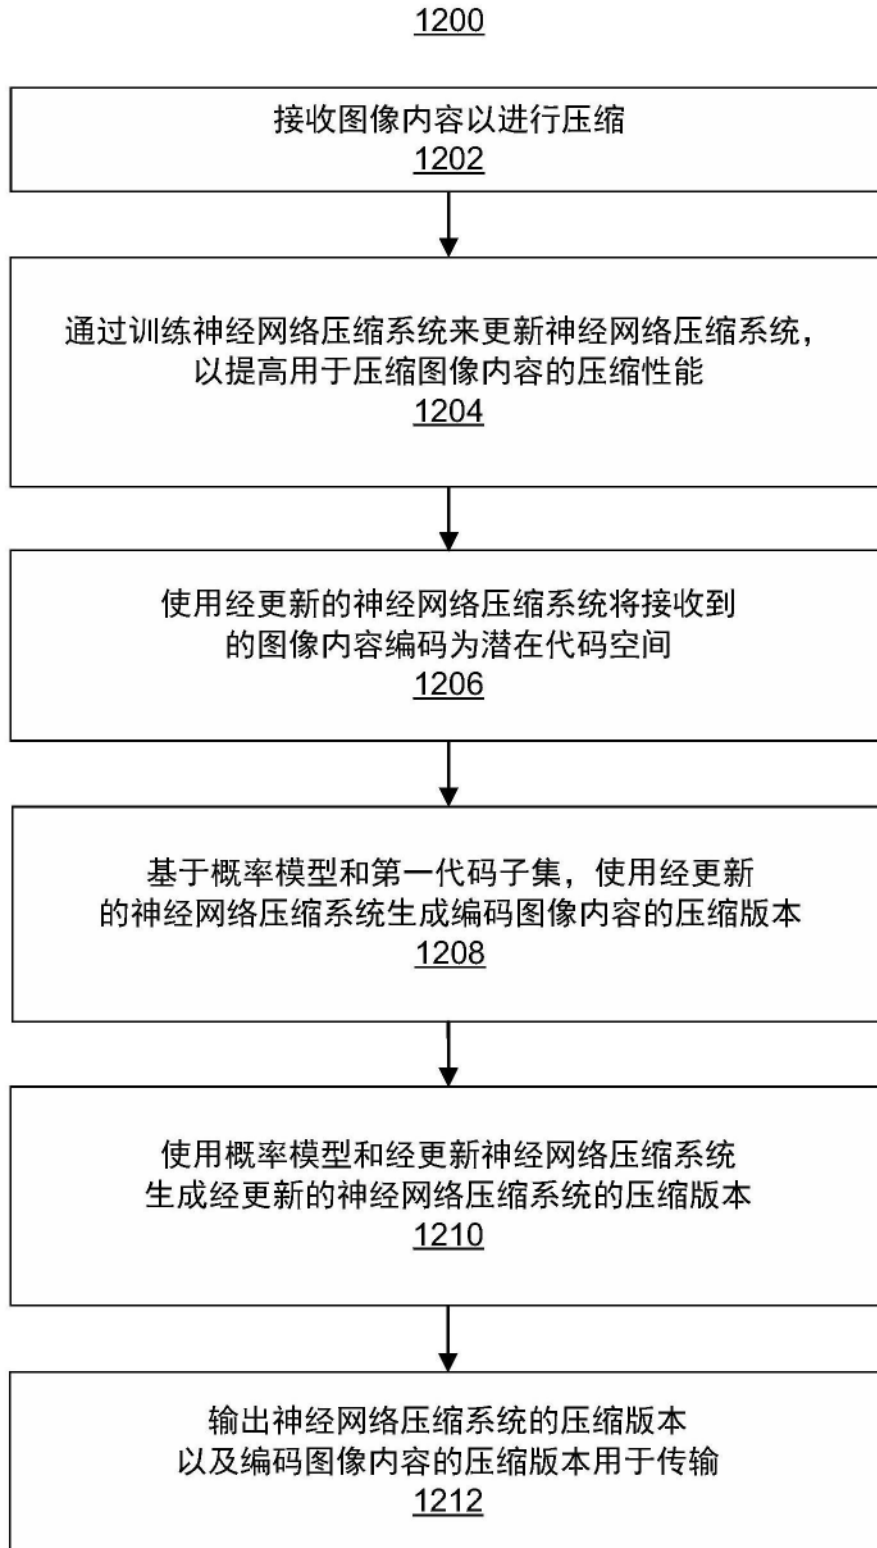 1200
接收图像内容以进行压缩
1202
通过训练神经网络压缩系统来更新神经网络压缩系统，
以提高用于压缩图像内容的压缩性能
1204
使用经更新的神经网络压缩系统将接收到
的图像内容编码为潜在代码空间
1206
基于概率模型和第一代码子集，使用经更新
的神经网络压缩系统生成编码图像内容的压缩版本
1208
使用概率模型和经更新神经网络压缩系统
生成经更新的神经网络压缩系统的压缩版本
1210
输出神经网络压缩系统的压缩版本
以及编码图像内容的压缩版本用于传输
1212